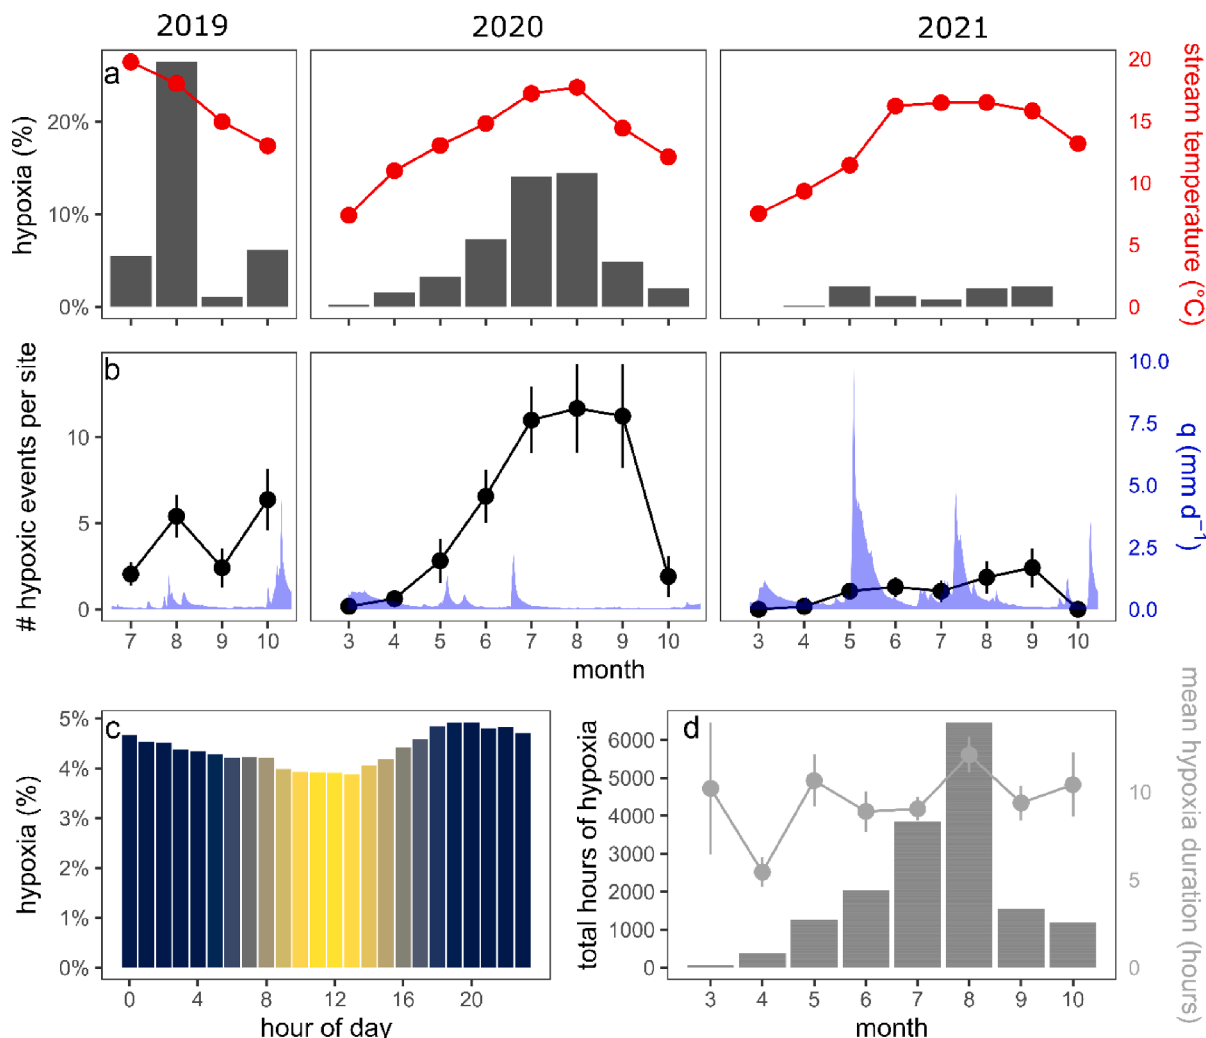 2019 2020 2021
a
hypoxia (%)
20%
10%
0%
20
15
10
5
0
stream temperature (°C)
b
# hypoxic events per site
10
5
0
10.0
7.5
5.0
2.5
0.0
q (mm d⁻¹)
7 8 9 10 3 4 5 6 7 8 9 10 3 4 5 6 7 8 9 10
month
c
hypoxia (%)
5%
4%
3%
2%
1%
0%
0 4 8 12 16 20
hour of day
d
total hours of hypoxia
6000
5000
4000
3000
2000
1000
0
10
5
0
mean hypoxia duration (hours)
3 4 5 6 7 8 9 10
month